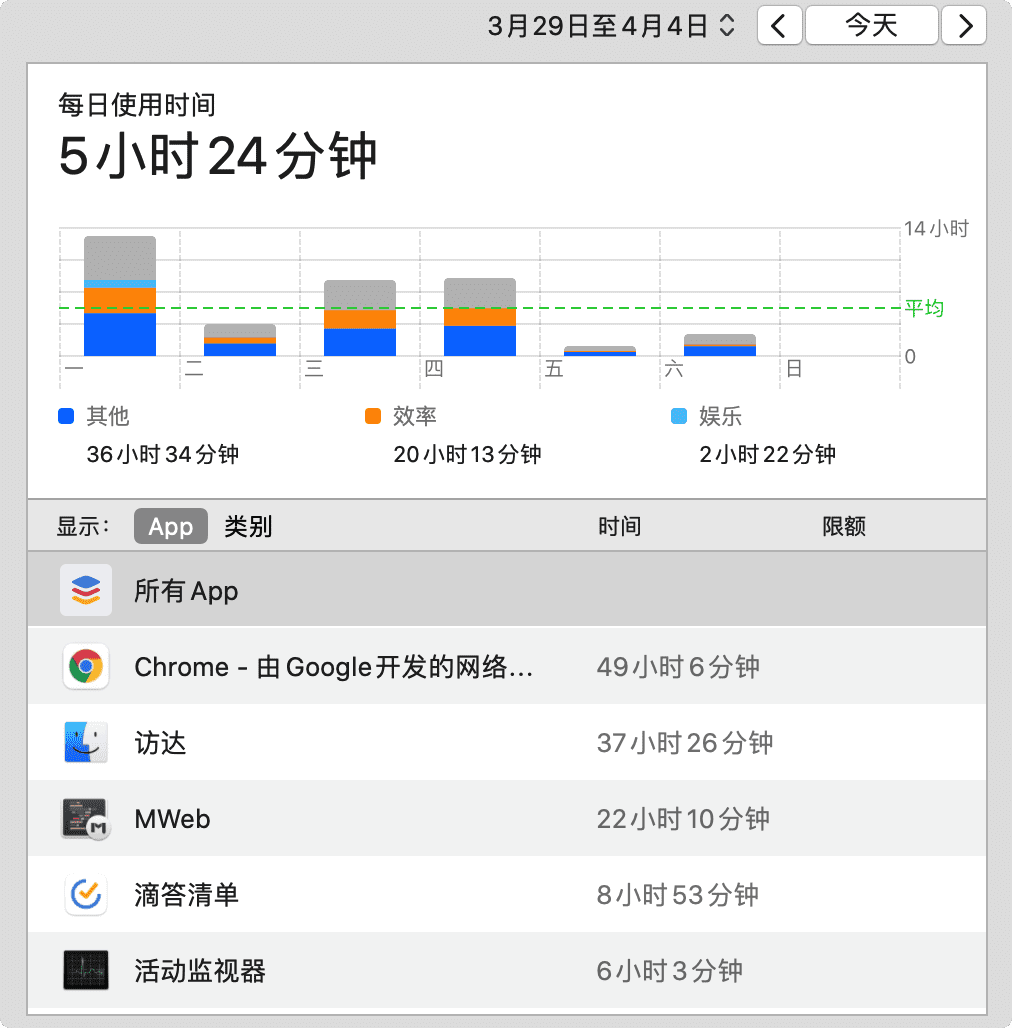 3月29日至4月4日 今天
每日使用时间
5小时24分钟
14小时
平均
0
一 二 三 四 五 六 日
其他 效率 娱乐
36小时34分钟 20小时13分钟 2小时22分钟
显示： App 类别 时间 限额
所有 App
Chrome - 由Google开发的网络... 49小时6分钟
访达 37小时26分钟
MWeb 22小时10分钟
滴答清单 8小时53分钟
活动监视器 6小时3分钟